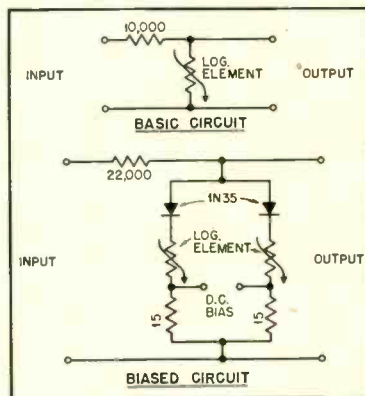 10,000
INPUT
LOG.
ELEMENT
OUTPUT
BASIC CIRCUIT
22,000
1N35
INPUT
LOG.
ELEMENT
OUTPUT
D.C.
BIAS
15
15
BIASED CIRCUIT